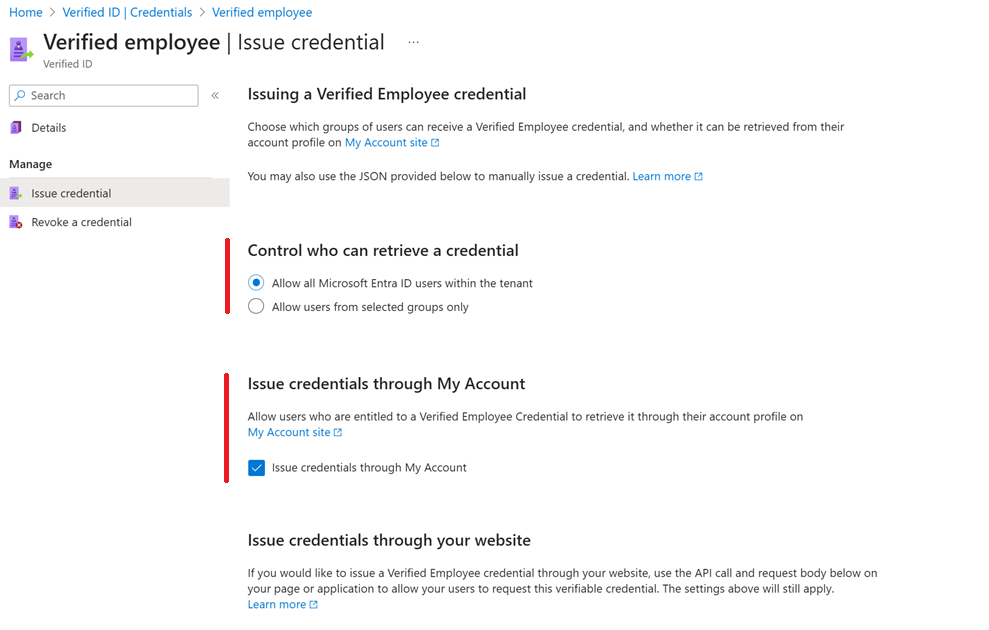 Home > Verified ID | Credentials > Verified employee
Verified employee | Issue credential ...
Verified ID
Search «
Details
Manage
Issue credential
Revoke a credential
Issuing a Verified Employee credential
Choose which groups of users can receive a Verified Employee credential, and whether it can be retrieved from their
account profile on My Account site
You may also use the JSON provided below to manually issue a credential. Learn more
Control who can retrieve a credential
Allow all Microsoft Entra ID users within the tenant
Allow users from selected groups only
Issue credentials through My Account
Allow users who are entitled to a Verified Employee Credential to retrieve it through their account profile on
My Account site
Issue credentials through My Account
Issue credentials through your website
If you would like to issue a Verified Employee credential through your website, use the API call and request body below on
your page or application to allow your users to request this verifiable credential. The settings above will still apply.
Learn more